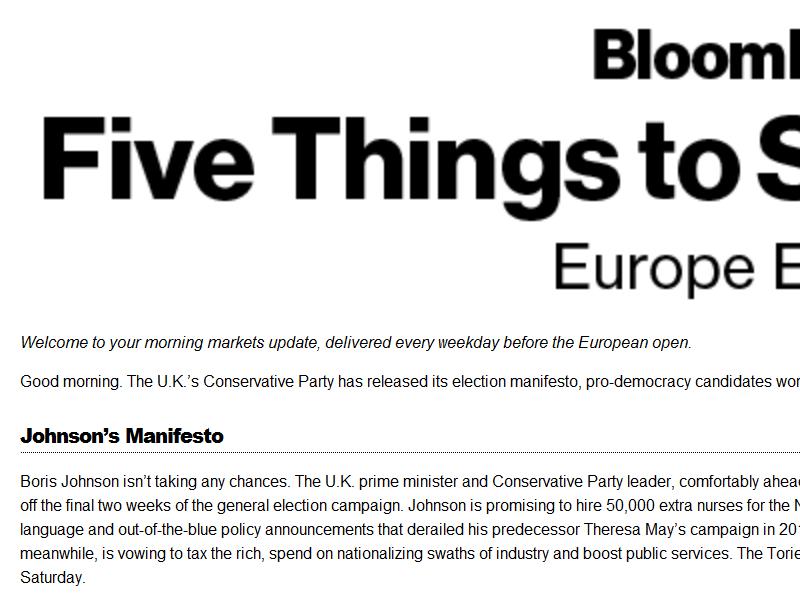 Bloom
Five Things to S
Europe E
Welcome to your morning markets update, delivered every weekday before the European open.
Good morning. The U.K.’s Conservative Party has released its election manifesto, pro-democracy candidates wor
Johnson’s Manifesto
Boris Johnson isn’t taking any chances. The U.K. prime minister and Conservative Party leader, comfortably ahead
off the final two weeks of the general election campaign. Johnson is promising to hire 50,000 extra nurses for the N
language and out-of-the-blue policy announcements that derailed his predecessor Theresa May’s campaign in 201
meanwhile, is vowing to tax the rich, spend on nationalizing swaths of industry and boost public services. The Torie
Saturday.